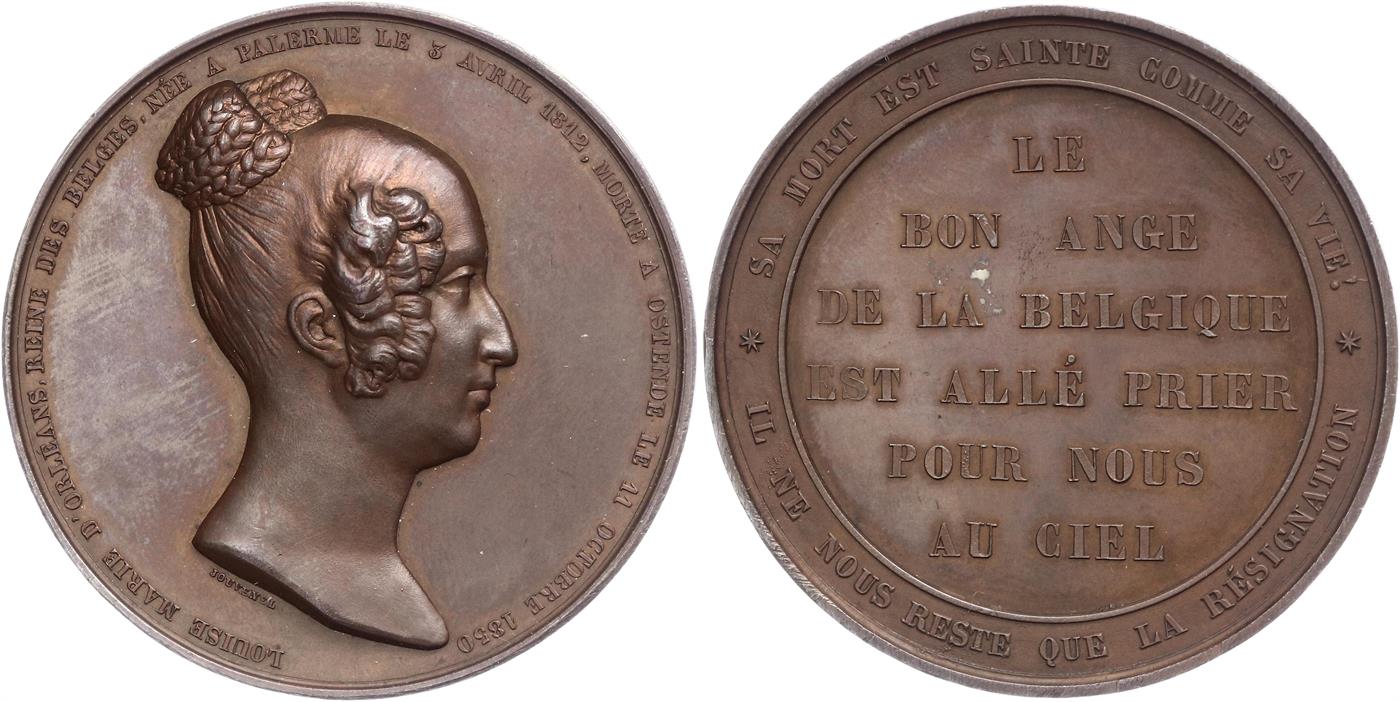 LOUISE MARIE D'ORLÉANS, REINE DES BELGES, NÉE A PALERME LE 3 AVRIL 1812, MORTE A OSTENDE LE 11 OCTOBRE 1850
JOUVENEL
SA MORT EST SAINTE COMME SA VIE!
LE
BON ANGE
DE LA BELGIQUE
EST ALLÉ PRIER
POUR NOUS
AU CIEL
* IL NE NOUS RESTE QUE LA RÉSIGNATION *